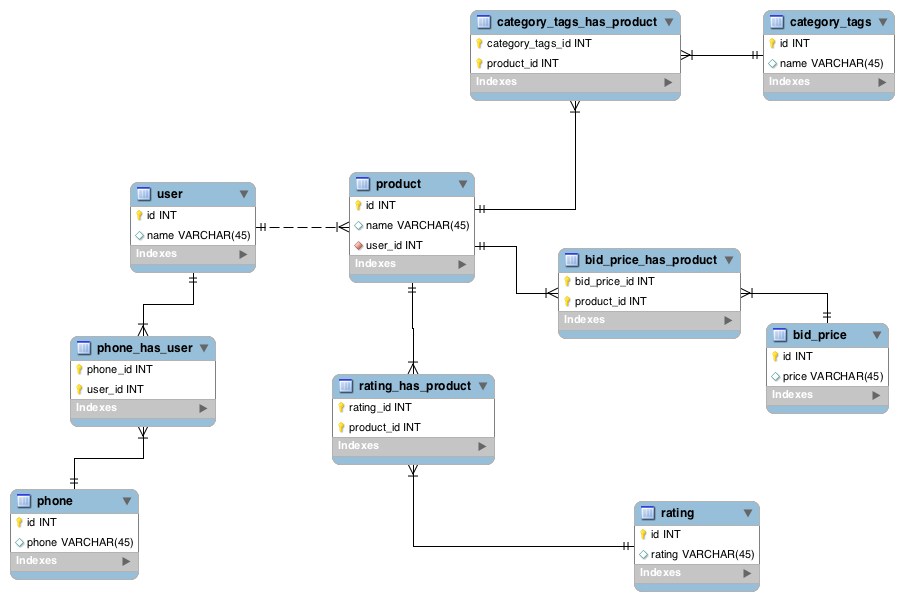 category_tags_has_product
category_tags_id INT
product_id INT
Indexes
category_tags
id INT
name VARCHAR(45)
Indexes
user
id INT
name VARCHAR(45)
Indexes
product
id INT
name VARCHAR(45)
user_id INT
Indexes
bid_price_has_product
bid_price_id INT
product_id INT
Indexes
bid_price
id INT
price VARCHAR(45)
Indexes
phone_has_user
phone_id INT
user_id INT
Indexes
rating_has_product
rating_id INT
product_id INT
Indexes
phone
id INT
phone VARCHAR(45)
Indexes
rating
id INT
rating VARCHAR(45)
Indexes